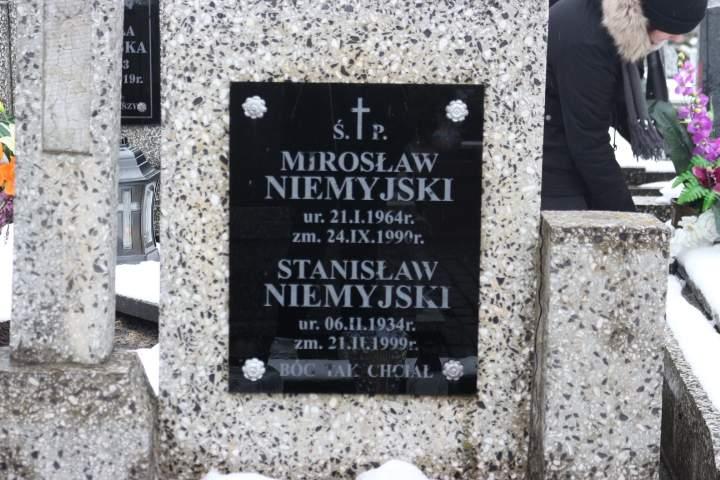 Ś. P.
MIROSŁAW
NIEMYJSKI
ur. 21.I.1964r.
zm. 24.IX.1990r.
STANISŁAW
NIEMYJSKI
ur. 06.II.1934r.
zm. 21.II.1999r.
BÓG TAK CHCIAŁ